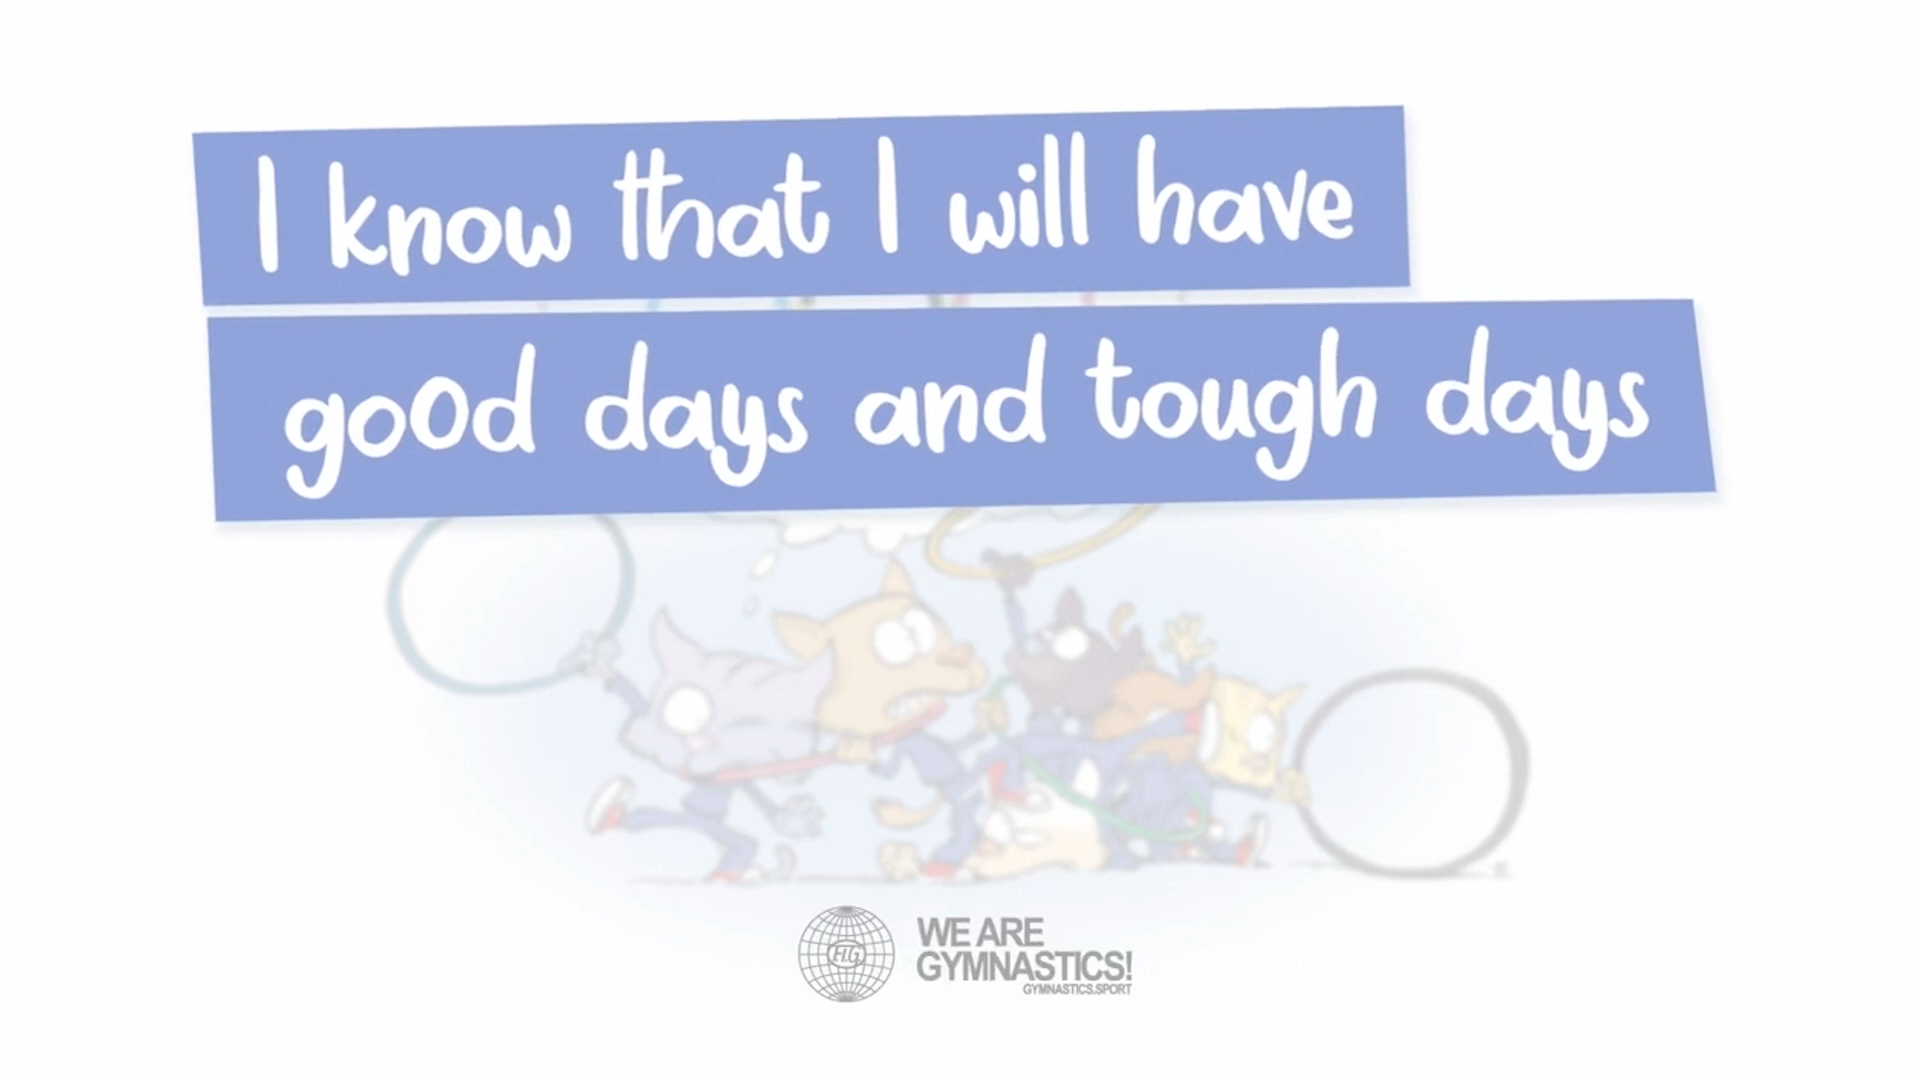 I know that I will have
good days and tough days
F.I.G.
WE ARE
GYMNASTICS!
GYMNASTICS.SPORT